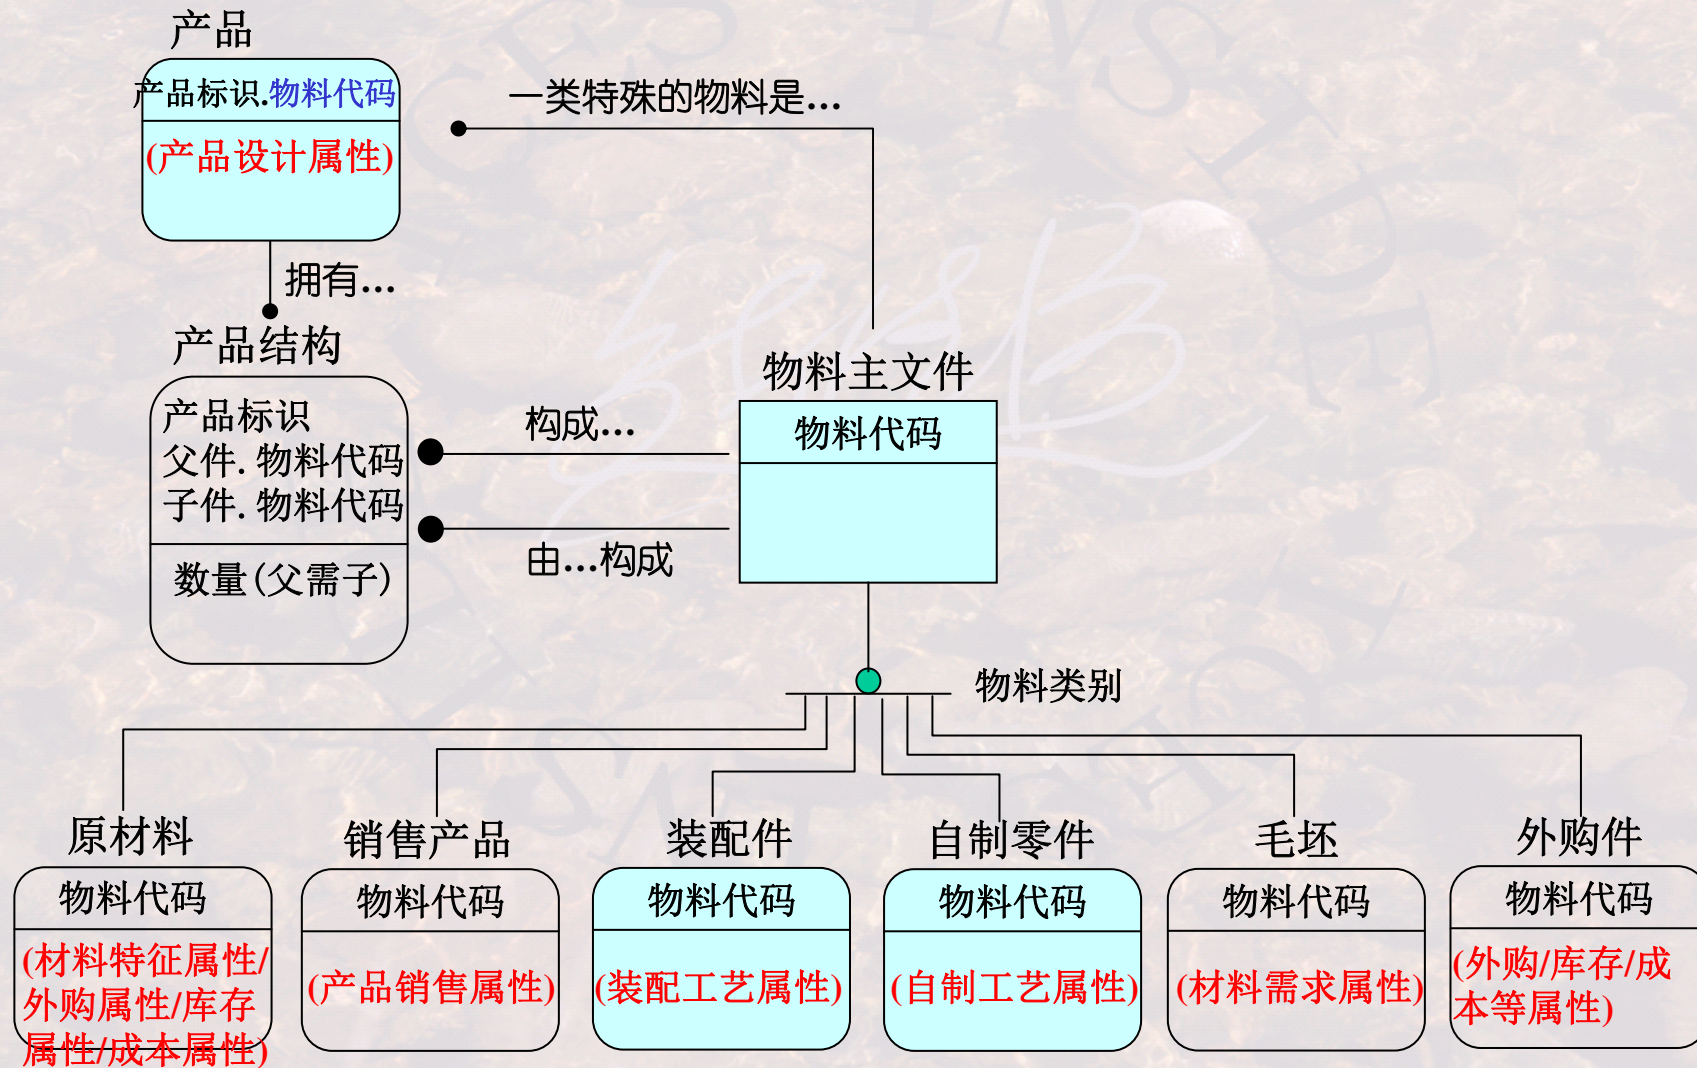 产品
产品标识.物料代码
(产品设计属性)
一类特殊的物料是...
拥有...
产品结构
产品标识
父件. 物料代码
子件. 物料代码
数量(父需子)
构成...
由...构成
物料主文件
物料代码
物料类别
原材料
物料代码
(材料特征属性/
外购属性/库存
属性/成本属性)
销售产品
物料代码
(产品销售属性)
装配件
物料代码
(装配工艺属性)
自制零件
物料代码
(自制工艺属性)
毛坯
物料代码
(材料需求属性)
外购件
物料代码
(外购/库存/成
本等属性)